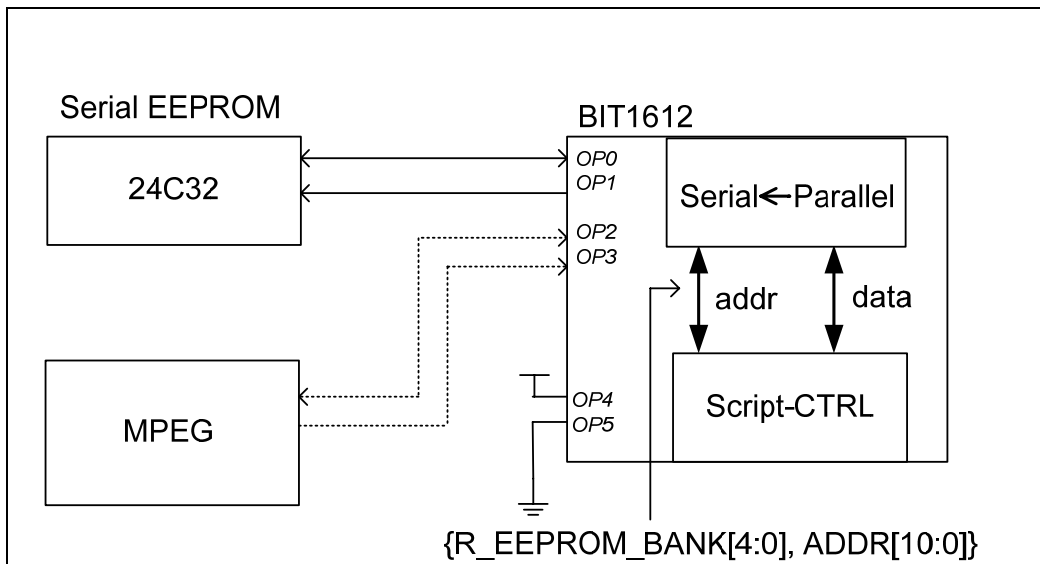 Serial EEPROM
24C32
BIT1612
OP0
OP1
OP2
OP3
OP4
OP5
Serial←Parallel
addr
data
Script-CTRL
MPEG
{R_EEPROM_BANK[4:0], ADDR[10:0]}